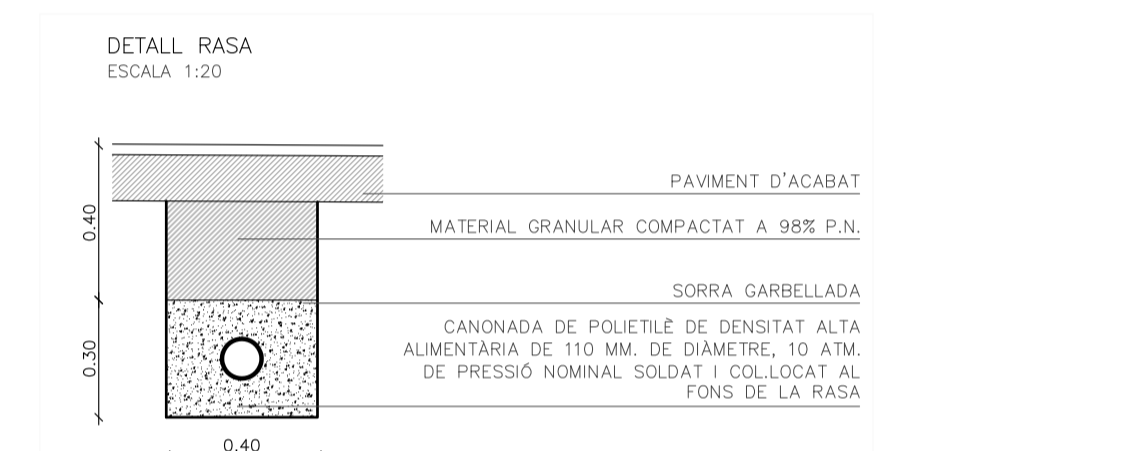 DETALL RASA
ESCALA 1:20
PAVIMENT D'ACABAT
0.40
MATERIAL GRANULAR COMPACTAT A 98% P.N.
SORRA GARBELLADA
0.30
CANONADA DE POLIETILÈ DE DENSITAT ALTA
ALIMENTÀRIA DE 110 MM. DE DIÀMETRE, 10 ATM.
DE PRESSIÓ NOMINAL SOLDAT I COL.LOCAT AL
FONS DE LA RASA
0.40